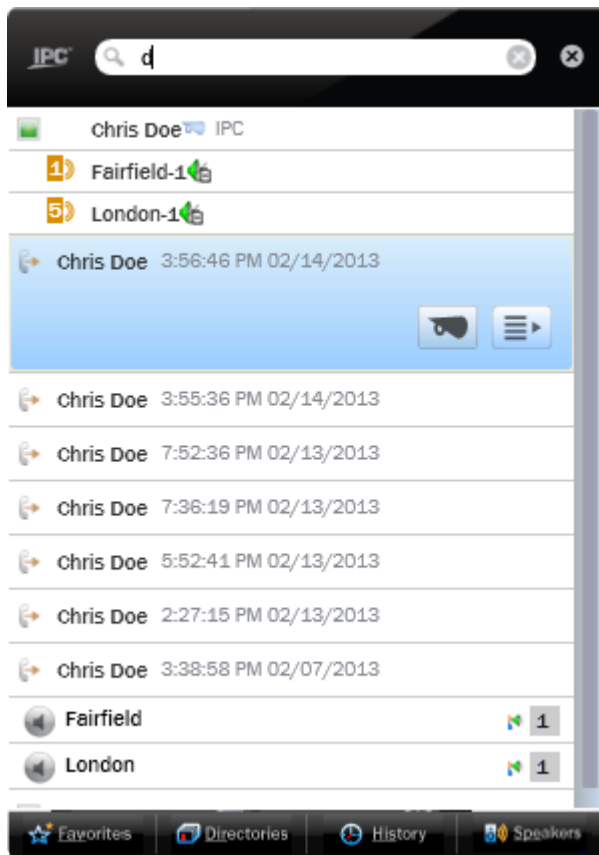 IPC
d
Chris Doe IPC
1 Fairfield-1
5 London-1
Chris Doe 3:56:46 PM 02/14/2013
Chris Doe 3:55:36 PM 02/14/2013
Chris Doe 7:52:36 PM 02/13/2013
Chris Doe 7:36:19 PM 02/13/2013
Chris Doe 5:52:41 PM 02/13/2013
Chris Doe 2:27:15 PM 02/13/2013
Chris Doe 3:38:58 PM 02/07/2013
Fairfield 1
London 1
Favorites Directories History Speakers